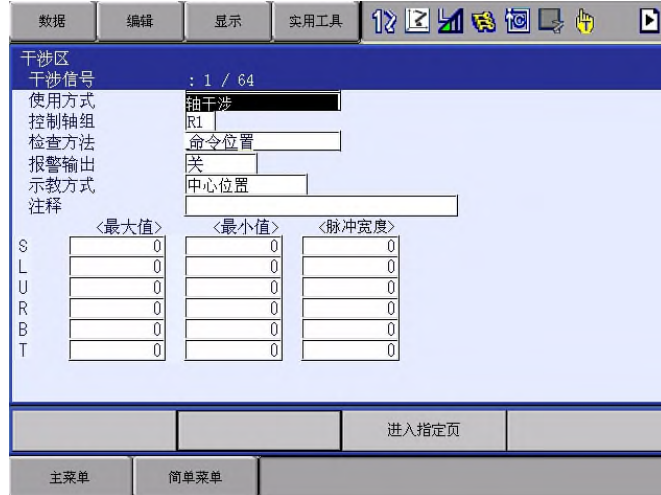 数据 编辑 显示 实用工具
干涉区
干涉信号 : 1 / 64
使用方式 轴干涉
控制轴组 R1
检查方法 命令位置
报警输出 关
示教方式 中心位置
注释
<最大值> <最小值> <脉冲宽度>
S 0 0 0
L 0 0 0
U 0 0 0
R 0 0 0
B 0 0 0
T 0 0 0
进入指定页
主菜单 简单菜单